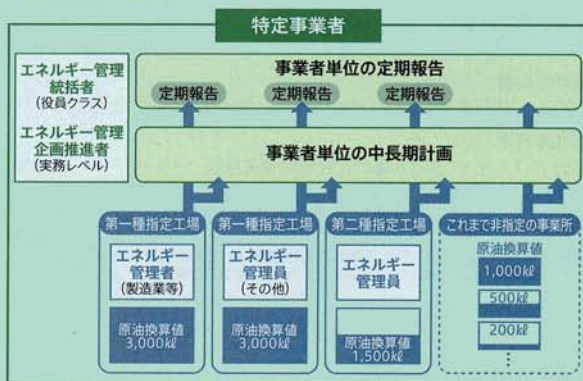 特定事業者
エネルギー管理
統括者
(役員クラス)
エネルギー管理
企画推進者
(実務レベル)
事業者単位の定期報告
定期報告
定期報告
定期報告
事業者単位の中長期計画
第一種指定工場
エネルギー
管理者
(製造業等)
原油換算値
3,000kℓ
第一種指定工場
エネルギー
管理員
(その他)
原油換算値
3,000kℓ
第二種指定工場
エネルギー
管理員
原油換算値
1,500kℓ
これまで非指定の事業所
原油換算値
1,000kℓ
500kℓ
200kℓ